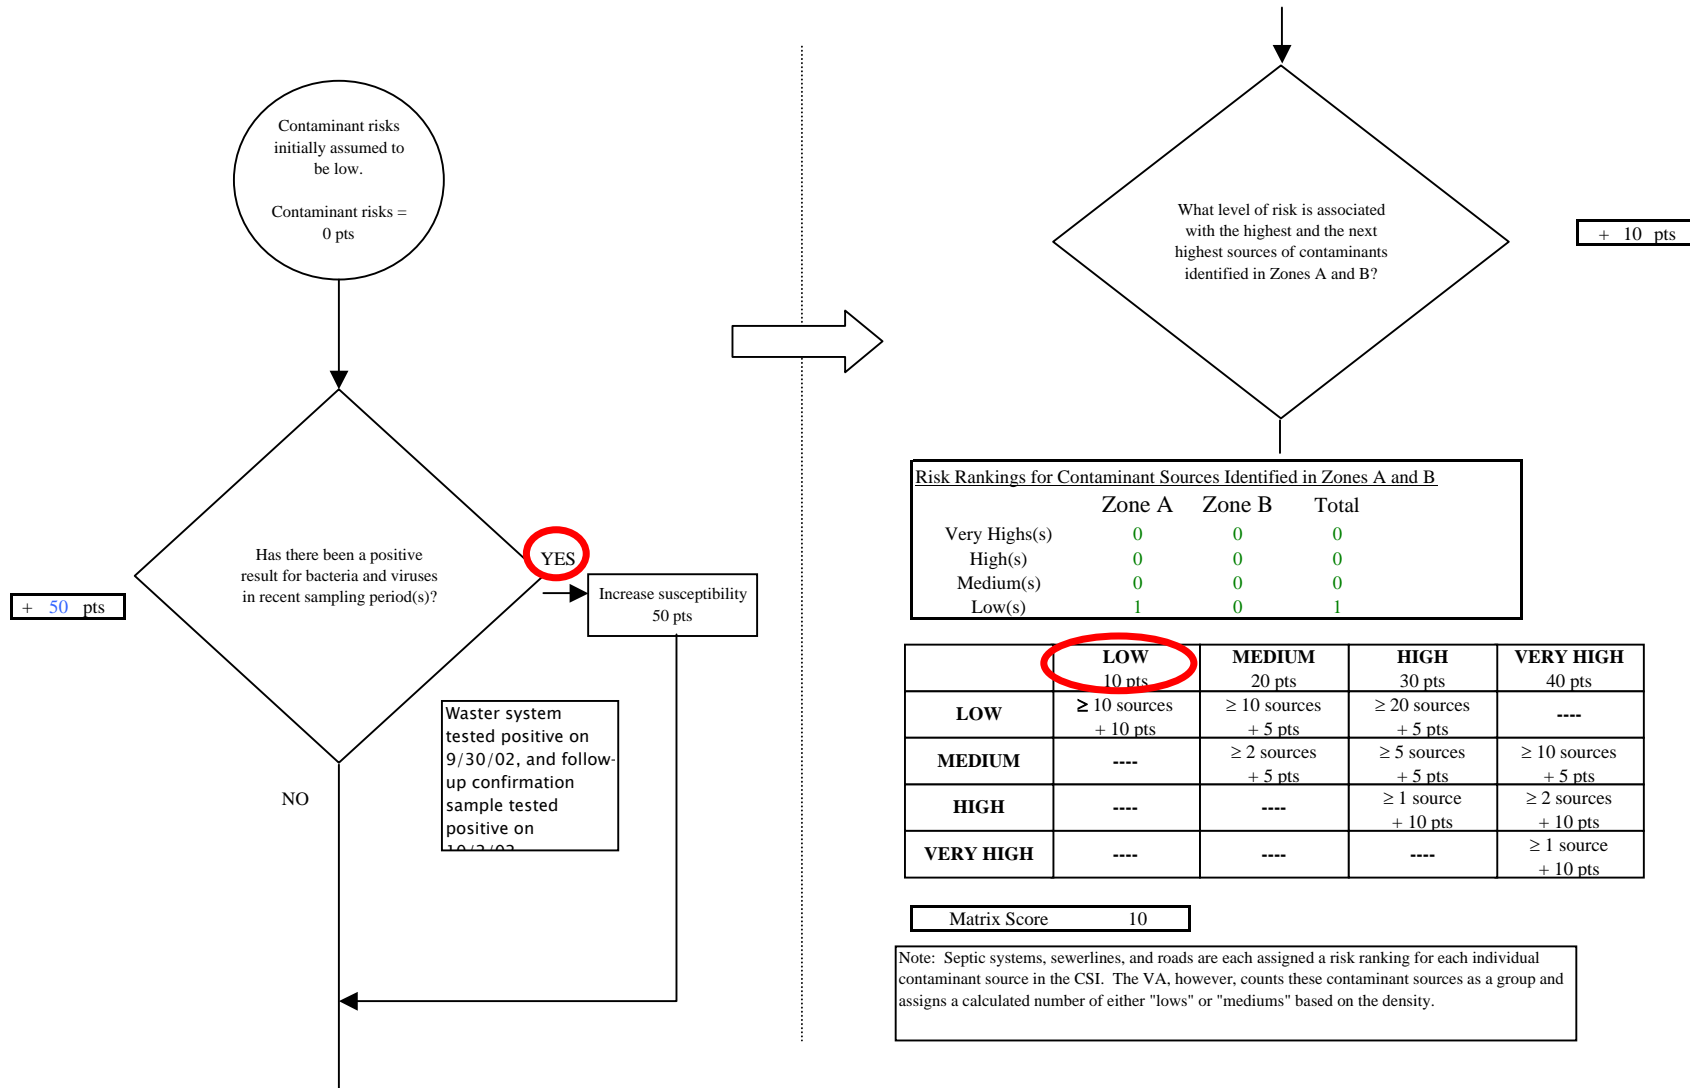 Contaminant risks
initially assumed to
be low.
Contaminant risks =
0 pts
Has there been a positive
result for bacteria and viruses
in recent sampling period(s)?
YES
+ 50 pts
Increase susceptibility
50 pts
NO
Waster system
tested positive on
9/30/02, and follow-
up confirmation
sample tested
positive on
What level of risk is associated
with the highest and the next
highest sources of contaminants
identified in Zones A and B?
+ 10 pts
Risk Rankings for Contaminant Sources Identified in Zones A and B
Zone A Zone B Total
Very Highs(s) 0 0 0
High(s) 0 0 0
Medium(s) 0 0 0
Low(s) 1 0 1
LOW MEDIUM HIGH VERY HIGH
10 pts 20 pts 30 pts 40 pts
LOW ≥ 10 sources ≥ 10 sources ≥ 20 sources ----
+ 10 pts + 5 pts + 5 pts
MEDIUM ---- ≥ 2 sources ≥ 5 sources ≥ 10 sources
+ 5 pts + 5 pts + 5 pts
HIGH ---- ---- ≥ 1 source ≥ 2 sources
+ 10 pts + 10 pts
VERY HIGH ---- ---- ---- ≥ 1 source
+ 10 pts
Matrix Score 10
Note: Septic systems, sewerlines, and roads are each assigned a risk ranking for each individual
contaminant source in the CSI. The VA, however, counts these contaminant sources as a group and
assigns a calculated number of either "lows" or "mediums" based on the density.